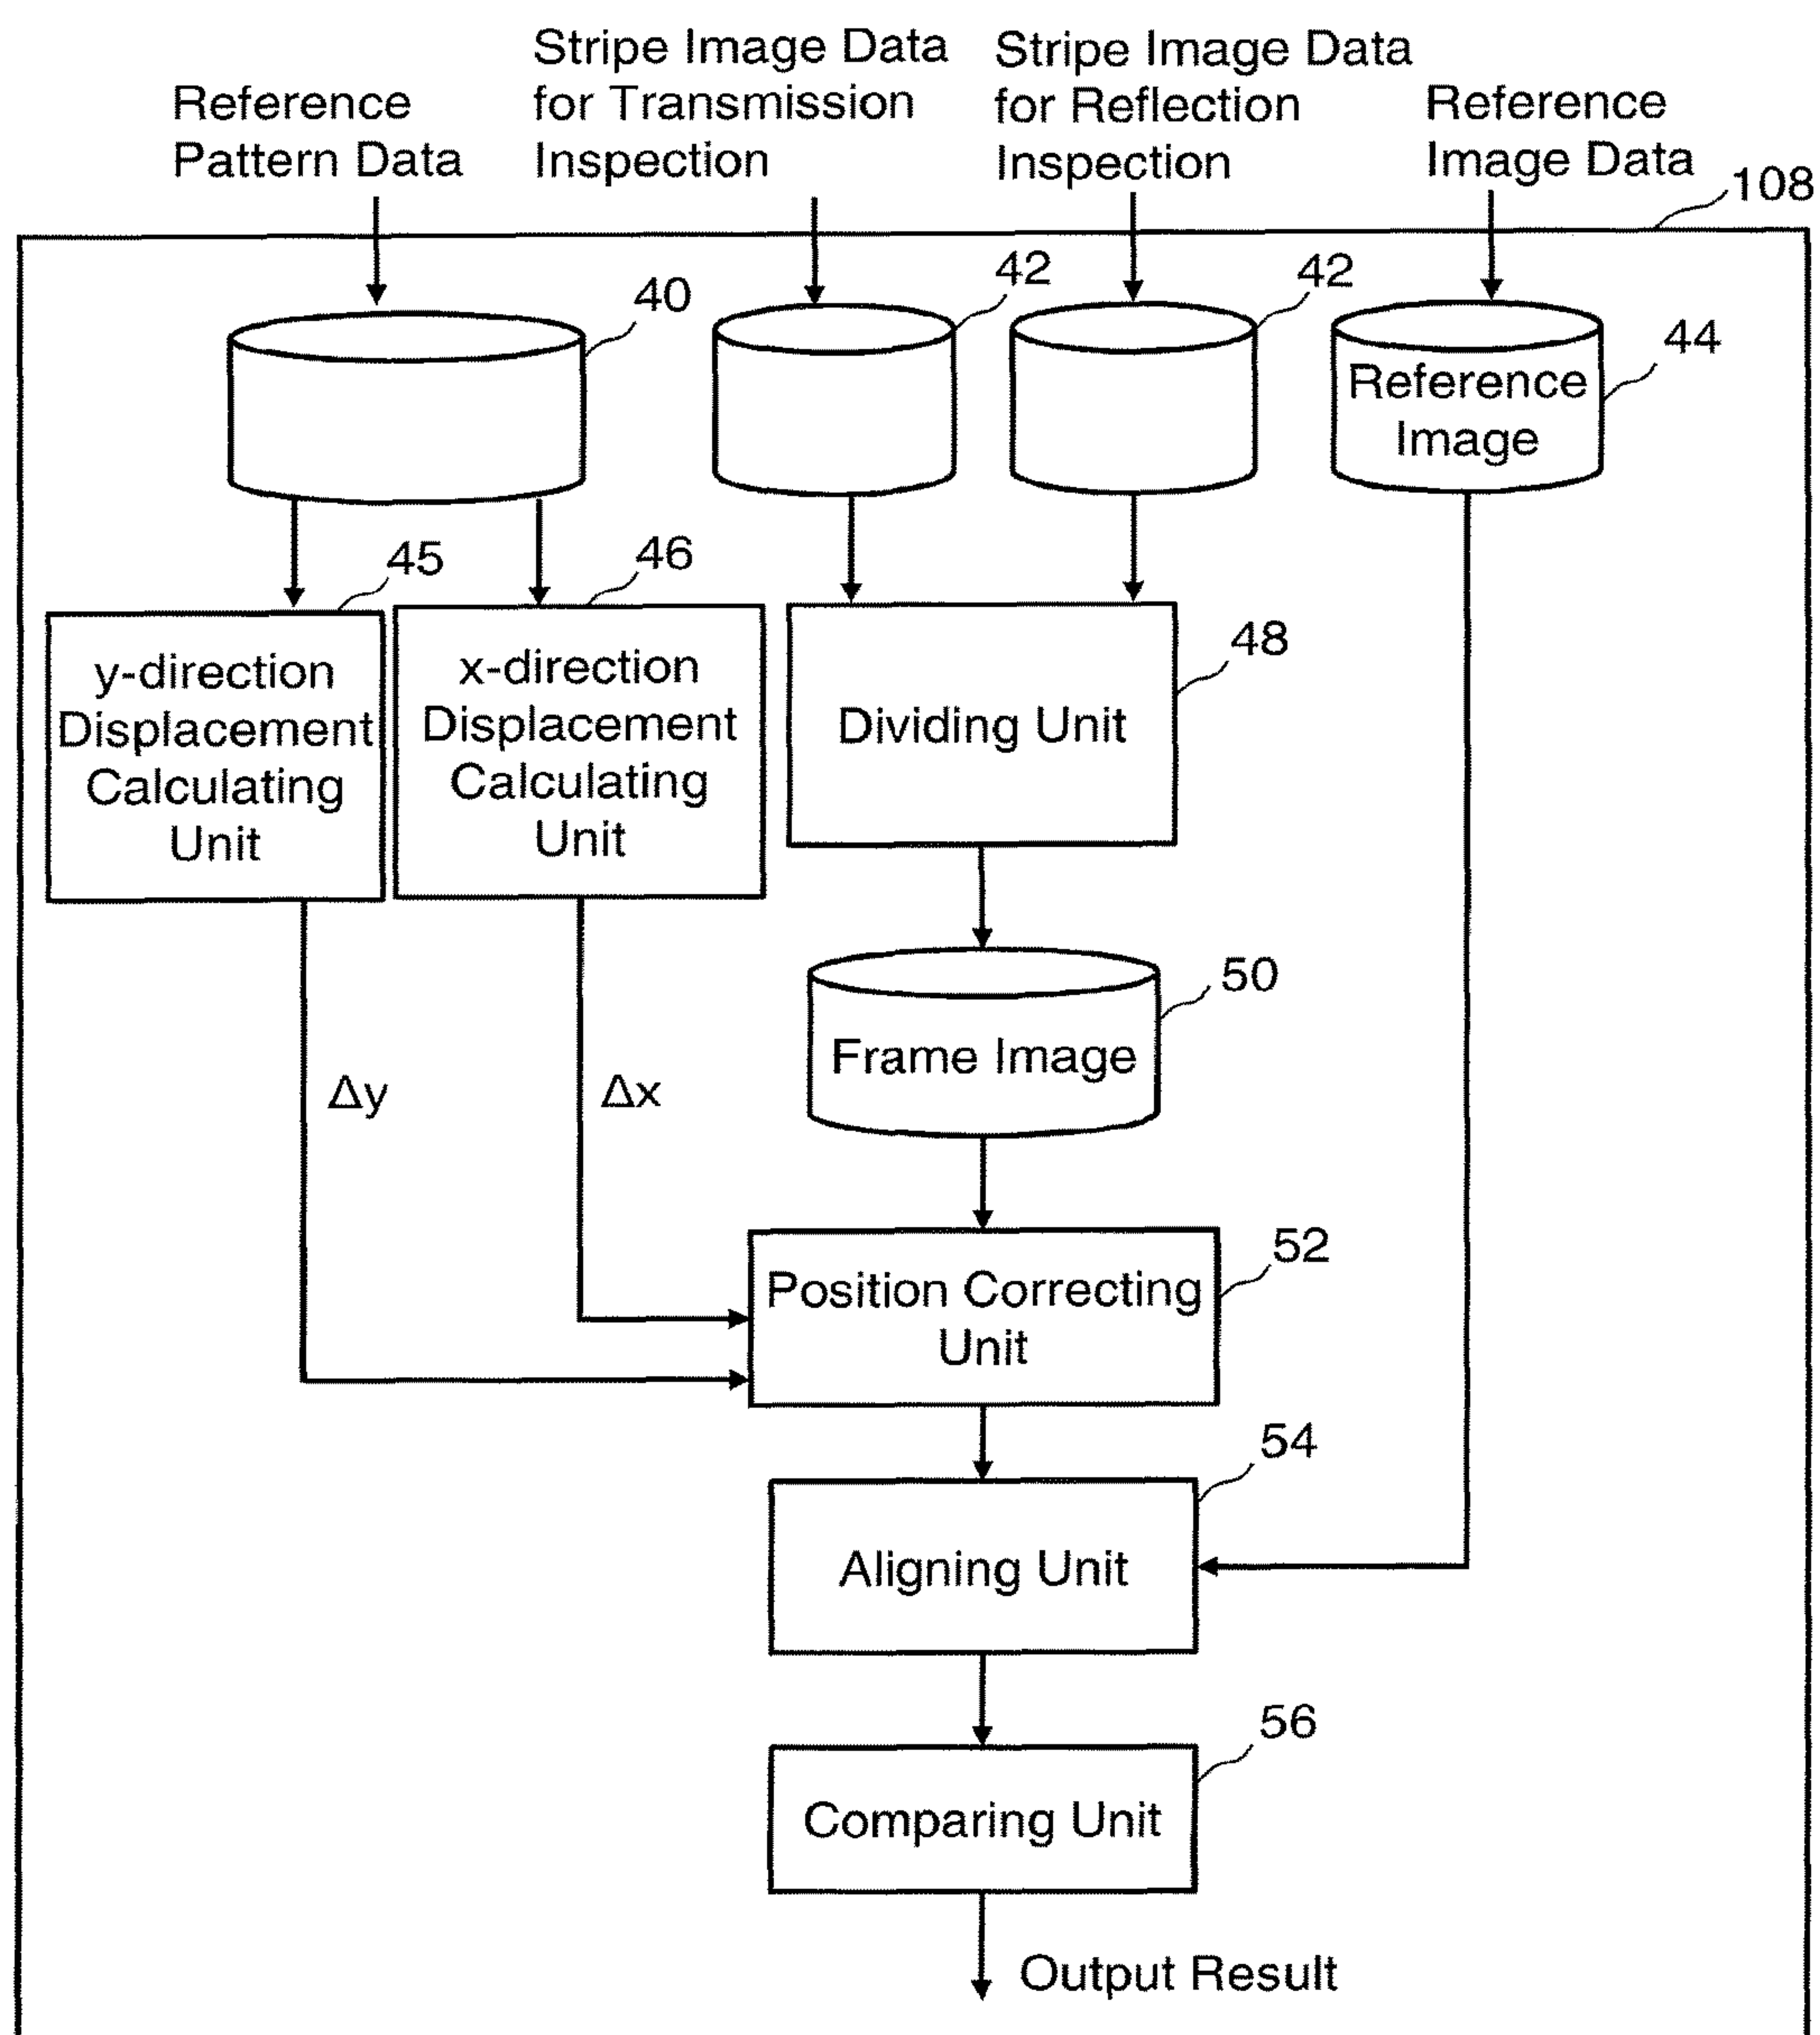 Reference
Pattern Data
Stripe Image Data
for Transmission
Inspection
Stripe Image Data
for Reflection
Inspection
Reference
Image Data
108
40
42
42
44
Reference
Image
45
46
48
y-direction
Displacement
Calculating
Unit
x-direction
Displacement
Calculating
Unit
Dividing Unit
50
Frame Image
Δy
Δx
52
Position Correcting
Unit
54
Aligning Unit
56
Comparing Unit
Output Result